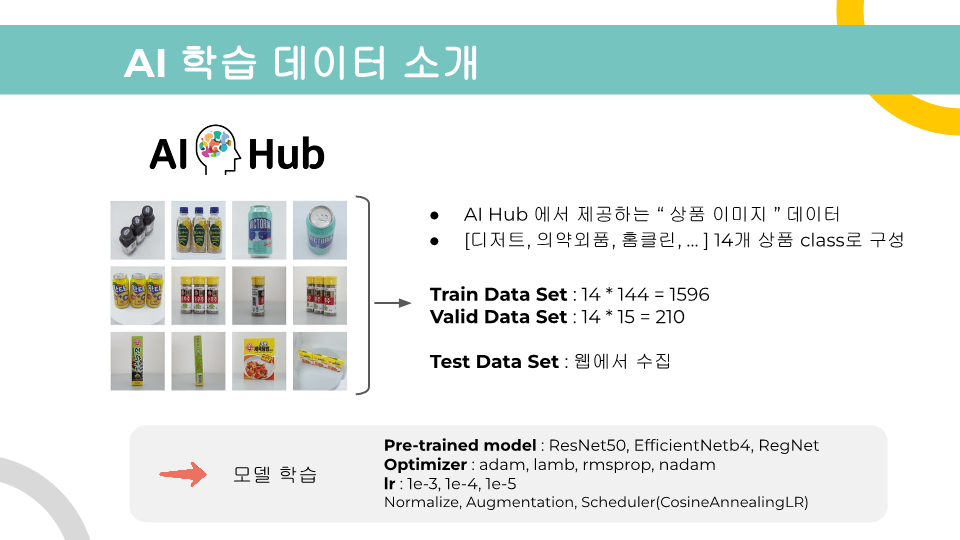 AI 학습 데이터 소개
AI Hub
● AI Hub 에서 제공하는 “ 상품 이미지 ” 데이터
● [디저트, 의약외품, 홈클린, ... ] 14개 상품 class로 구성
Train Data Set : 14 * 144 = 1596
Valid Data Set : 14 * 15 = 210
Test Data Set : 웹에서 수집
모델 학습
Pre-trained model : ResNet50, EfficientNetb4, RegNet
Optimizer : adam, lamb, rmsprop, nadam
lr : 1e-3, 1e-4, 1e-5
Normalize, Augmentation, Scheduler(CosineAnnealingLR)